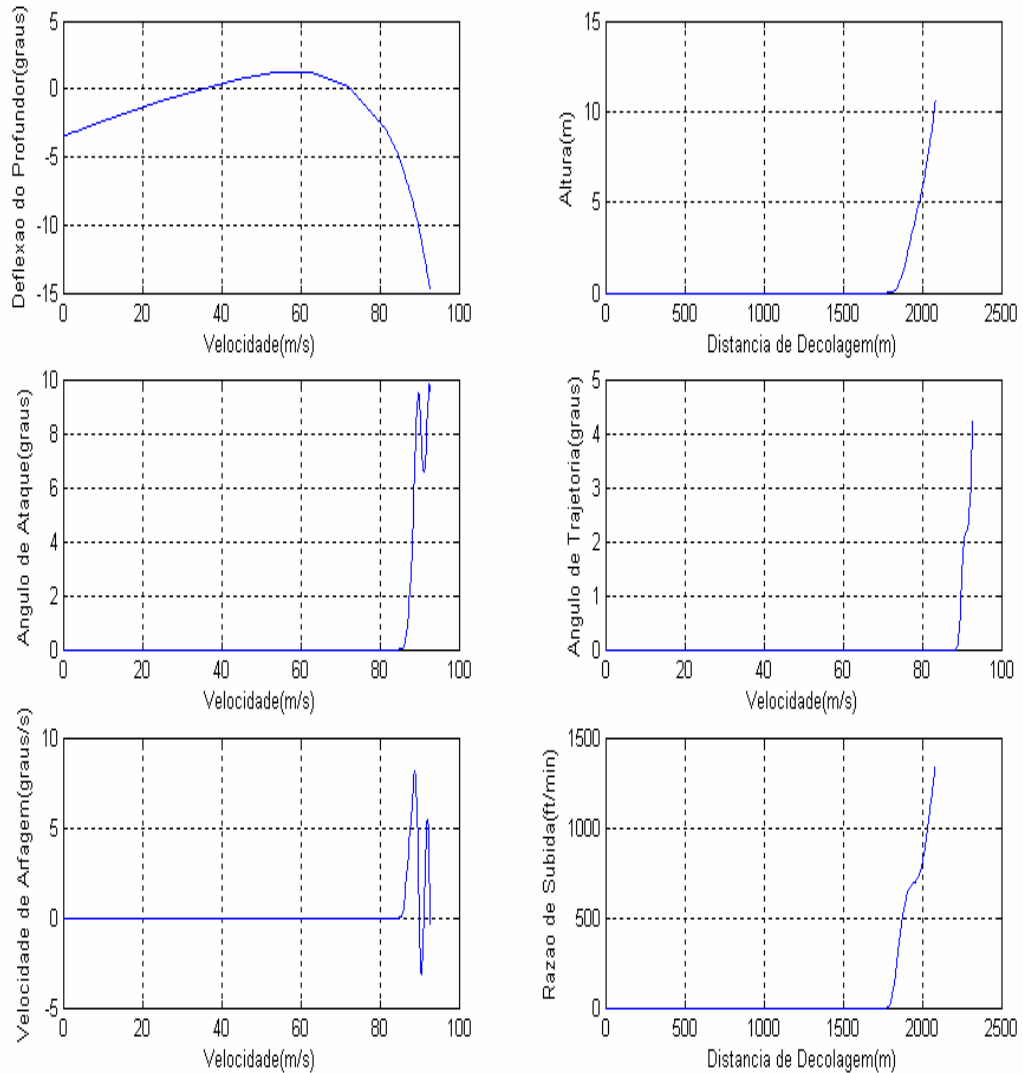 Deflexao do Profundor(graus)
5
0
-5
-10
-15
0 20 40 60 80 100
Velocidade(m/s)
Altura(m)
15
10
5
0
0 500 1000 1500 2000 2500
Distancia de Decolagem(m)
Angulo de Ataque(graus)
10
8
6
4
2
0
0 20 40 60 80 100
Velocidade(m/s)
Angulo de Trajetoria(graus)
5
4
3
2
1
0
0 20 40 60 80 100
Velocidade(m/s)
Velocidade de Arfagem(graus/s)
10
5
0
-5
0 20 40 60 80 100
Velocidade(m/s)
Razao de Subida(ft/min)
1500
1000
500
0
0 500 1000 1500 2000 2500
Distancia de Decolagem(m)